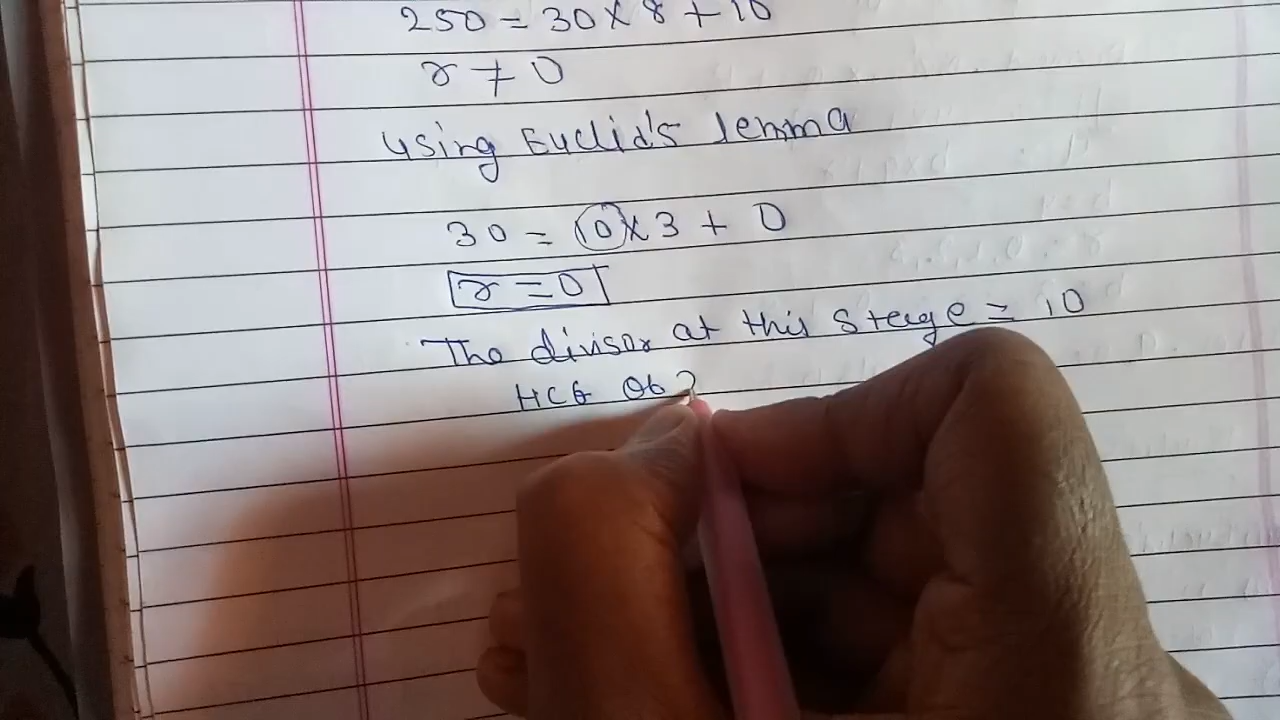 250 = 30 X 8 + 10
r ≠ 0
Using Euclid's lemma
30 = 10 X 3 + 0
r = 0
The divisor at this stage = 10
HCF Of 2